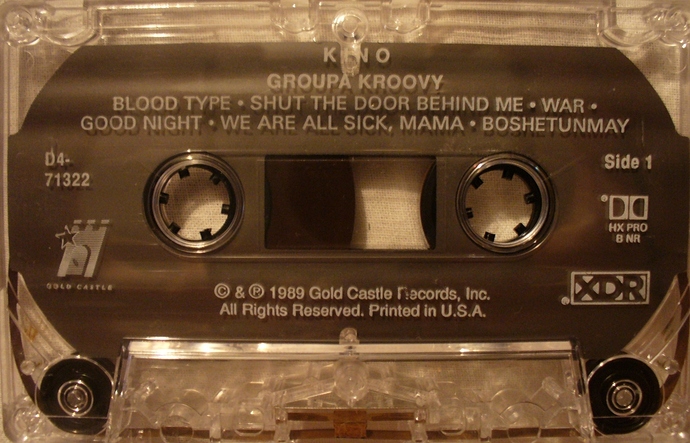 KINO
GROUPA KROOVY
BLOOD TYPE • SHUT THE DOOR BEHIND ME • WAR •
GOOD NIGHT • WE ARE ALL SICK, MAMA • BOSHETUNMAY
D4-
71322
Side 1
HX PRO
B NR
GOLD CASTLE
XDR
© & ℗ 1989 Gold Castle Records, Inc.
All Rights Reserved. Printed in U.S.A.